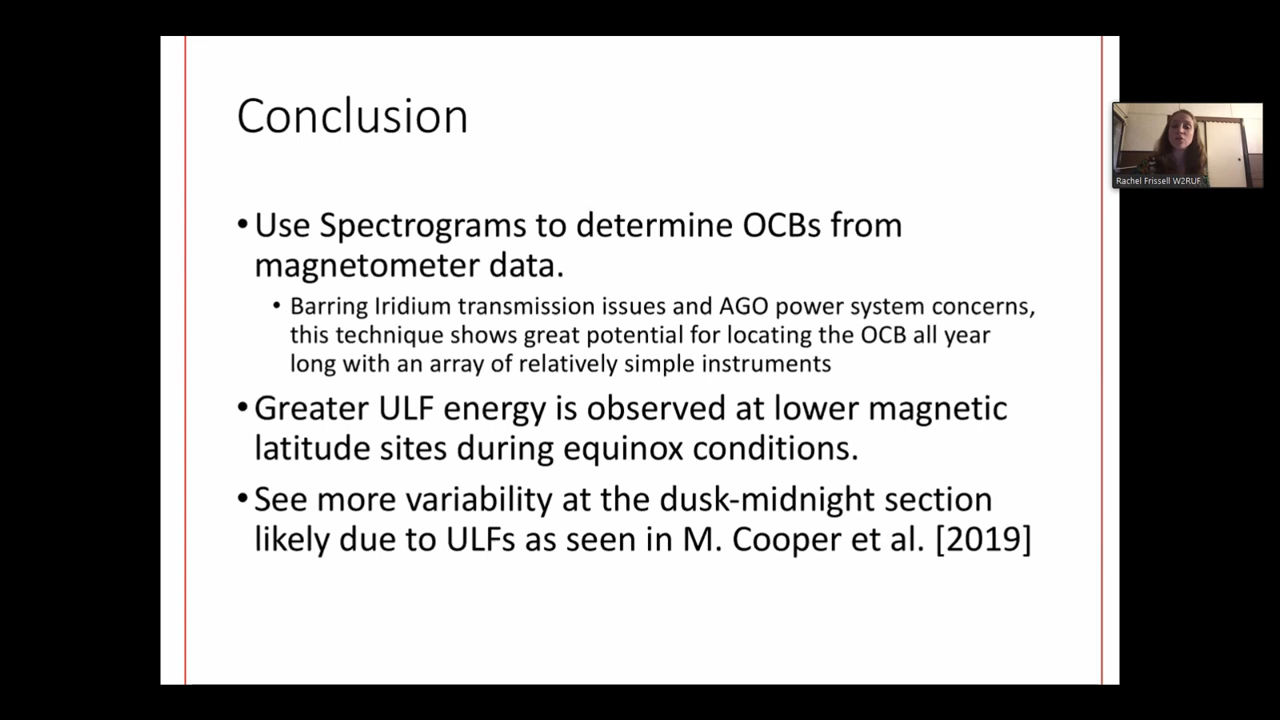 Conclusion
• Use Spectrograms to determine OCBs from
magnetometer data.
• Barring Iridium transmission issues and AGO power system concerns,
this technique shows great potential for locating the OCB all year
long with an array of relatively simple instruments
• Greater ULF energy is observed at lower magnetic
latitude sites during equinox conditions.
• See more variability at the dusk-midnight section
likely due to ULFs as seen in M. Cooper et al. [2019]
Rachel Frissell W2RUF